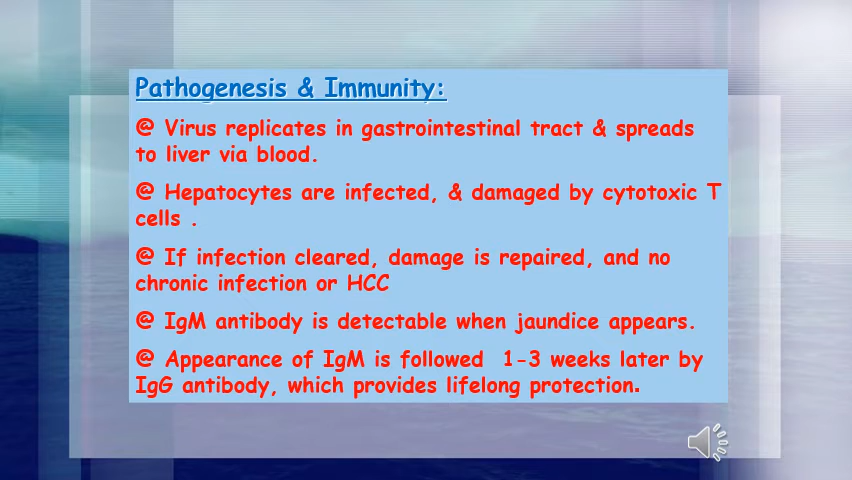 Pathogenesis & Immunity:
@ Virus replicates in gastrointestinal tract & spreads
to liver via blood.
@ Hepatocytes are infected, & damaged by cytotoxic T
cells .
@ If infection cleared, damage is repaired, and no
chronic infection or HCC
@ IgM antibody is detectable when jaundice appears.
@ Appearance of IgM is followed  1-3 weeks later by
IgG antibody, which provides lifelong protection.